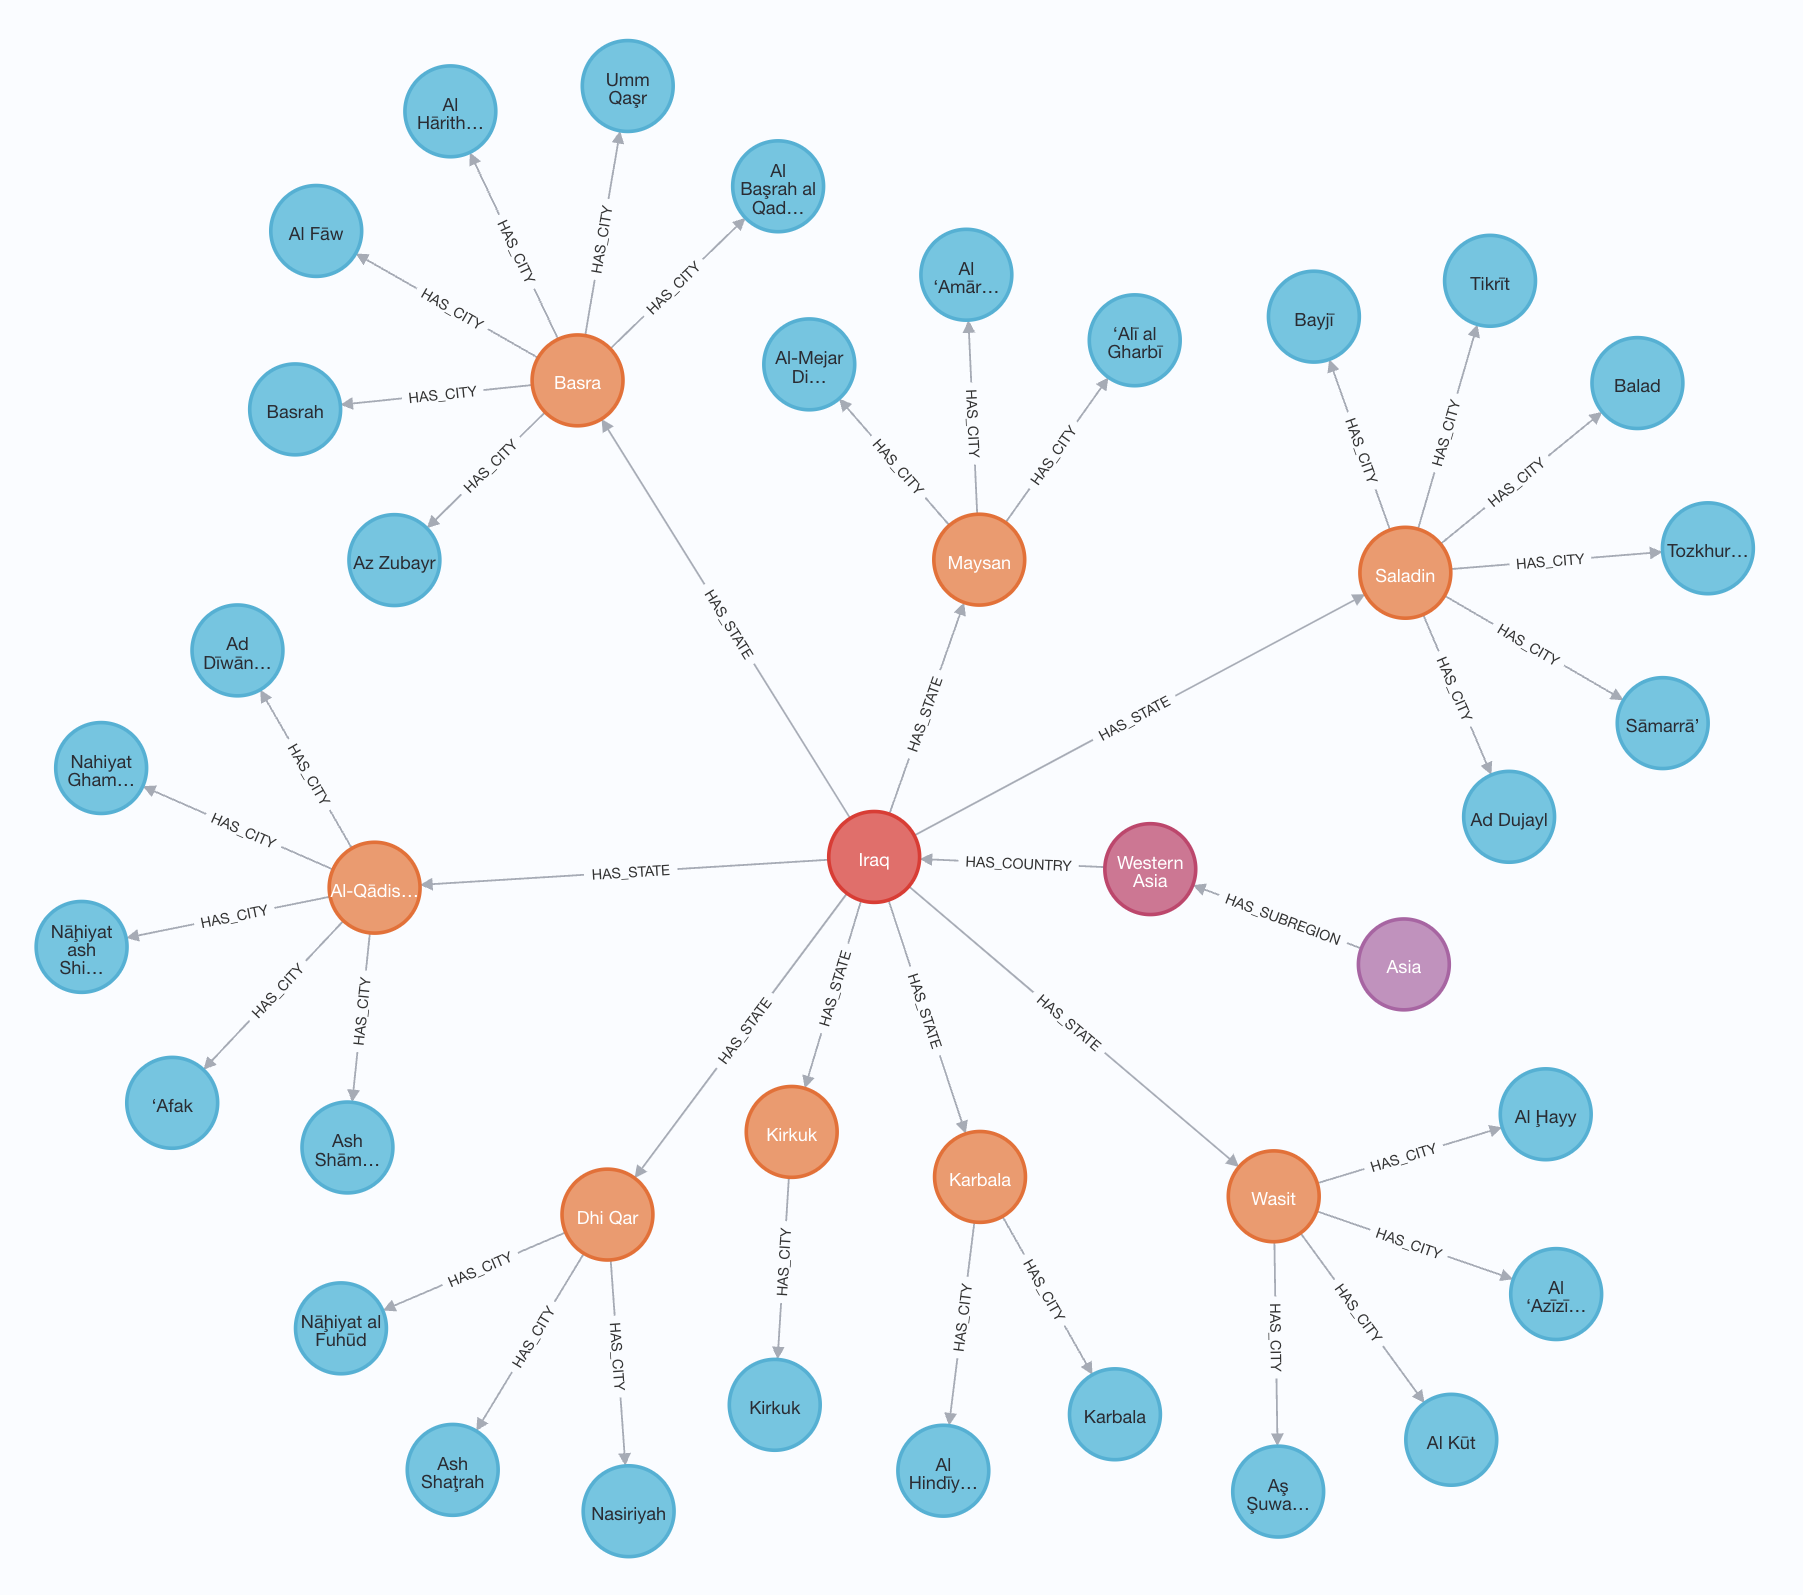 Umm
Qaşr
Al
Hārith…
Al
Başrah al
Qad…
Al Fāw
HAS_CITY
HAS_CITY
HAS_CITY
HAS_CITY
Basra
Basrah
HAS_CITY
HAS_CITY
Az Zubayr
Al
‘Amār…
‘Alī al
Gharbī
Al-Mejar
Di…
HAS_CITY
HAS_CITY
HAS_CITY
Maysan
Tikrīt
Bayjī
Balad
HAS_CITY
HAS_CITY
HAS_CITY
Tozkhur…
HAS_CITY
Saladin
HAS_CITY
HAS_CITY
Sāmarrā’
Ad Dujayl
HAS_STATE
HAS_STATE
HAS_STATE
Ad
Dīwān…
Nahiyat
Gham…
HAS_CITY
HAS_CITY
Al-Qādis…
HAS_STATE
Iraq
HAS_COUNTRY
Western
Asia
HAS_SUBREGION
Asia
HAS_CITY
Nāḩiyat
ash
Shi…
HAS_CITY
HAS_CITY
‘Afak
Ash
Shām…
HAS_STATE
HAS_STATE
HAS_STATE
HAS_STATE
Kirkuk
Karbala
Wasit
Dhi Qar
HAS_CITY
Al Ḩayy
HAS_CITY
Al
‘Azīzī…
HAS_CITY
HAS_CITY
HAS_CITY
HAS_CITY
HAS_CITY
HAS_CITY
HAS_CITY
HAS_CITY
Nāḩiyat al
Fuhūd
Kirkuk
Karbala
Al Kūt
Ash
Shaţrah
Nasiriyah
Al
Hindīy…
Aş
Şuwa…